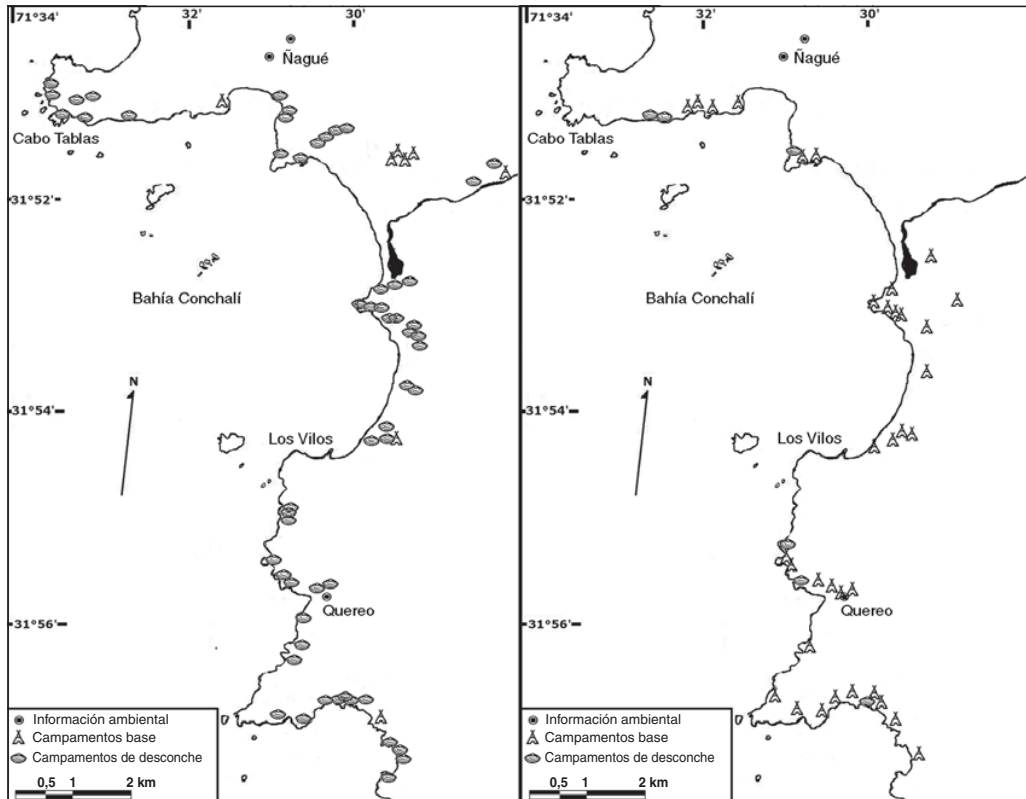 71°34'
32'
30'
Ñagué
Cabo Tablas
31°52'
Bahía Conchalí
N
31°54'
Los Vilos
Quereo
31°56'
Información ambiental
Campamentos base
Campamentos de desconche
0,5 1 2 km
71°34'
32'
30'
Ñagué
Cabo Tablas
31°52'
Bahía Conchalí
N
31°54'
Los Vilos
Quereo
31°56'
Información ambiental
Campamentos base
Campamentos de desconche
0,5 1 2 km